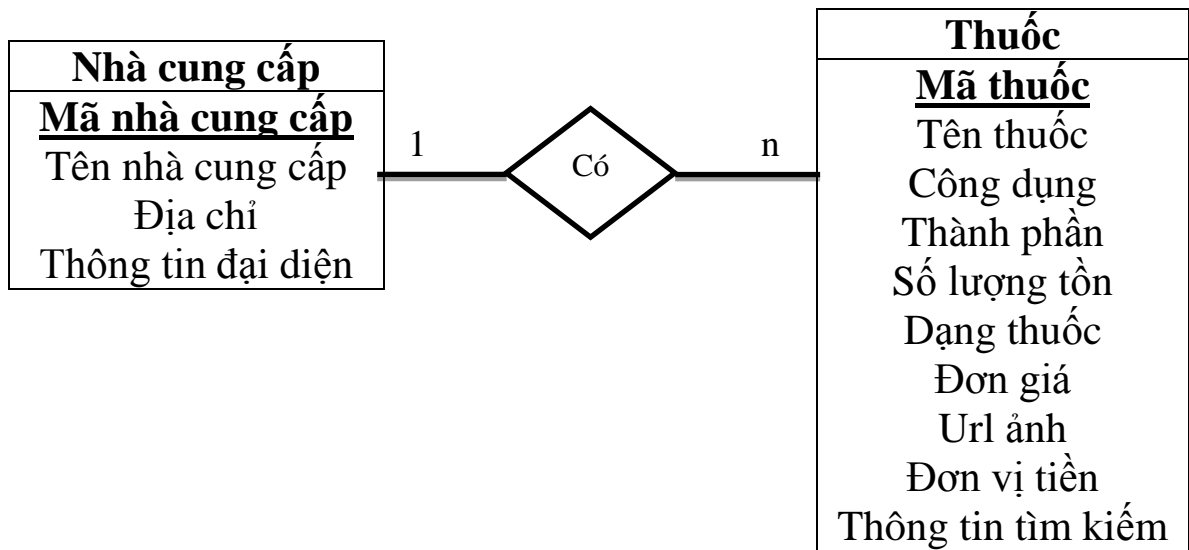 Nhà cung cấp
Mã nhà cung cấp
Tên nhà cung cấp
Địa chỉ
Thông tin đại diện
1
Có
n
Thuốc
Mã thuốc
Tên thuốc
Công dụng
Thành phần
Số lượng tồn
Dạng thuốc
Đơn giá
Url ảnh
Đơn vị tiền
Thông tin tìm kiếm